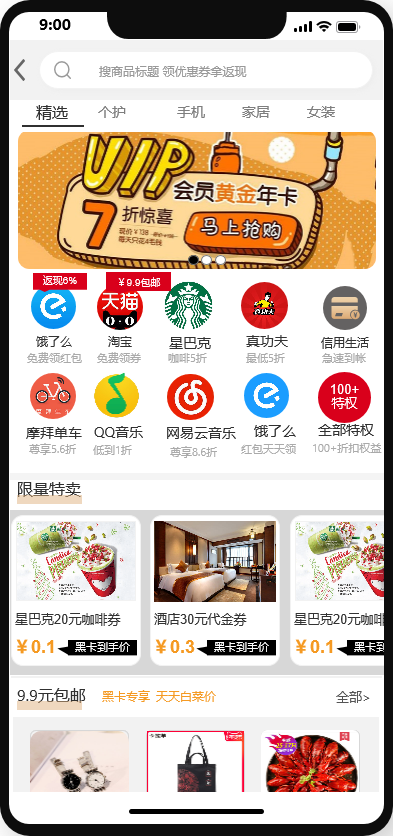 9:00
搜商品标题 领优惠券拿返现
精选 个护 手机 家居 女装
VIP
会员黄金年卡
7折惊喜
马上抢购
返现6% ￥9.9包邮
天猫
饿了么 淘宝 星巴克 真功夫 信用生活
免费领红包 免费领券 咖啡5折 最低5折 急速到帐
100+
特权
摩拜单车 QQ音乐 网易云音乐 饿了么 全部特权
尊享5.6折 低到1折 尊享8.6折 红包天天领 100+折扣权益
限量特卖
星巴克20元咖啡券 酒店30元代金券 星巴克20元咖啡
￥0.1 黑卡到手价 ￥0.3 黑卡到手价 ￥0.1 黑卡到手
9.9元包邮 黑卡专享 天天白菜价 全部>